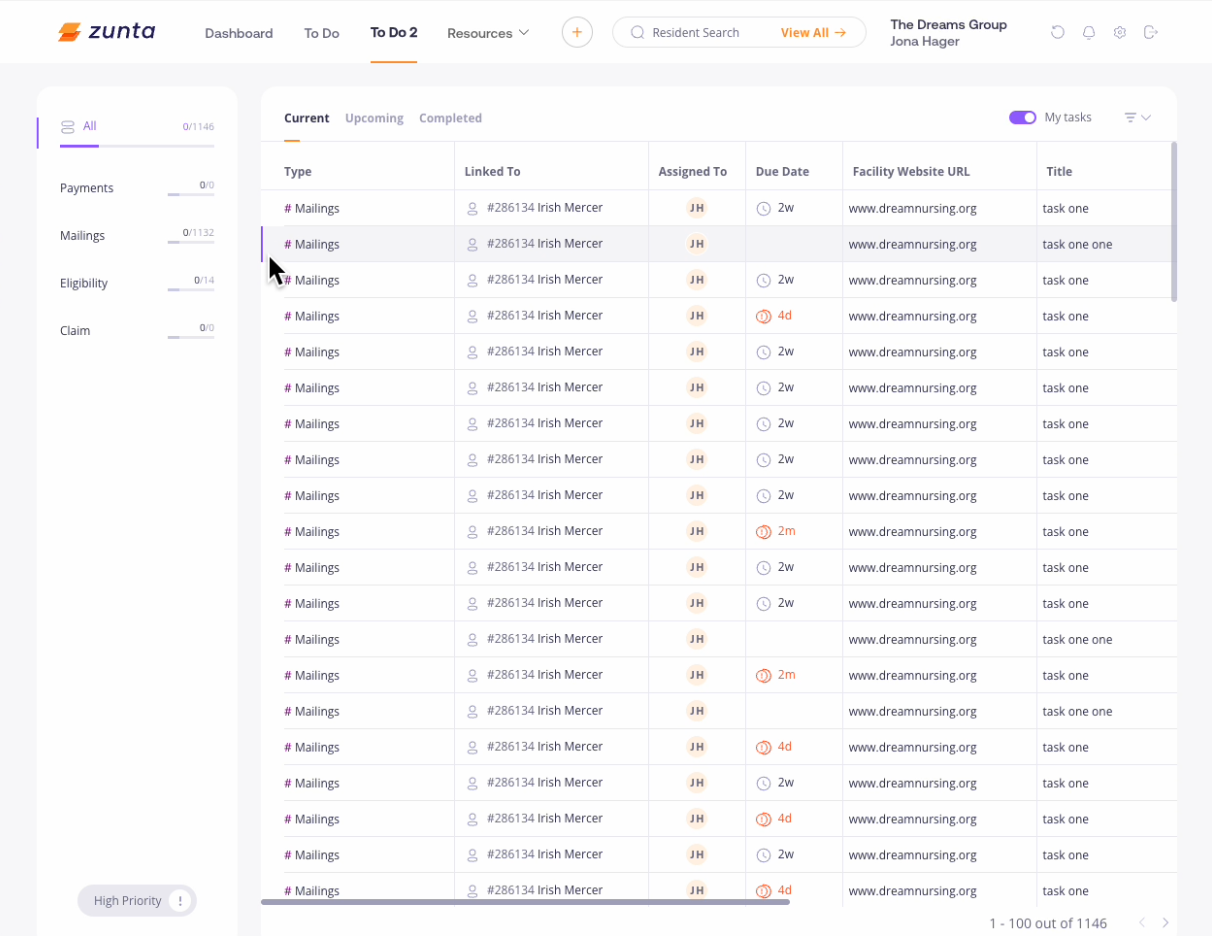 zunta
Dashboard To Do To Do 2 Resources + Resident Search View All → The Dreams Group
Jona Hager
All 0/1146
Payments 0/0
Mailings 0/1132
Eligibility 0/14
Claim 0/0
High Priority !
Current Upcoming Completed My tasks
Type Linked To Assigned To Due Date Facility Website URL Title
# Mailings #286134 Irish Mercer JH 2w www.dreamnursing.org task one
# Mailings #286134 Irish Mercer JH www.dreamnursing.org task one one
# Mailings #286134 Irish Mercer JH 2w www.dreamnursing.org task one
# Mailings #286134 Irish Mercer JH 4d www.dreamnursing.org task one
# Mailings #286134 Irish Mercer JH 2w www.dreamnursing.org task one
# Mailings #286134 Irish Mercer JH 2w www.dreamnursing.org task one
# Mailings #286134 Irish Mercer JH 2w www.dreamnursing.org task one
# Mailings #286134 Irish Mercer JH 2w www.dreamnursing.org task one
# Mailings #286134 Irish Mercer JH 2w www.dreamnursing.org task one
# Mailings #286134 Irish Mercer JH 2m www.dreamnursing.org task one
# Mailings #286134 Irish Mercer JH 2w www.dreamnursing.org task one
# Mailings #286134 Irish Mercer JH 2w www.dreamnursing.org task one
# Mailings #286134 Irish Mercer JH www.dreamnursing.org task one one
# Mailings #286134 Irish Mercer JH 2m www.dreamnursing.org task one
# Mailings #286134 Irish Mercer JH www.dreamnursing.org task one one
# Mailings #286134 Irish Mercer JH 4d www.dreamnursing.org task one
# Mailings #286134 Irish Mercer JH 2w www.dreamnursing.org task one
# Mailings #286134 Irish Mercer JH 4d www.dreamnursing.org task one
# Mailings #286134 Irish Mercer JH 2w www.dreamnursing.org task one
# Mailings #286134 Irish Mercer JH 4d www.dreamnursing.org task one
1 - 100 out of 1146